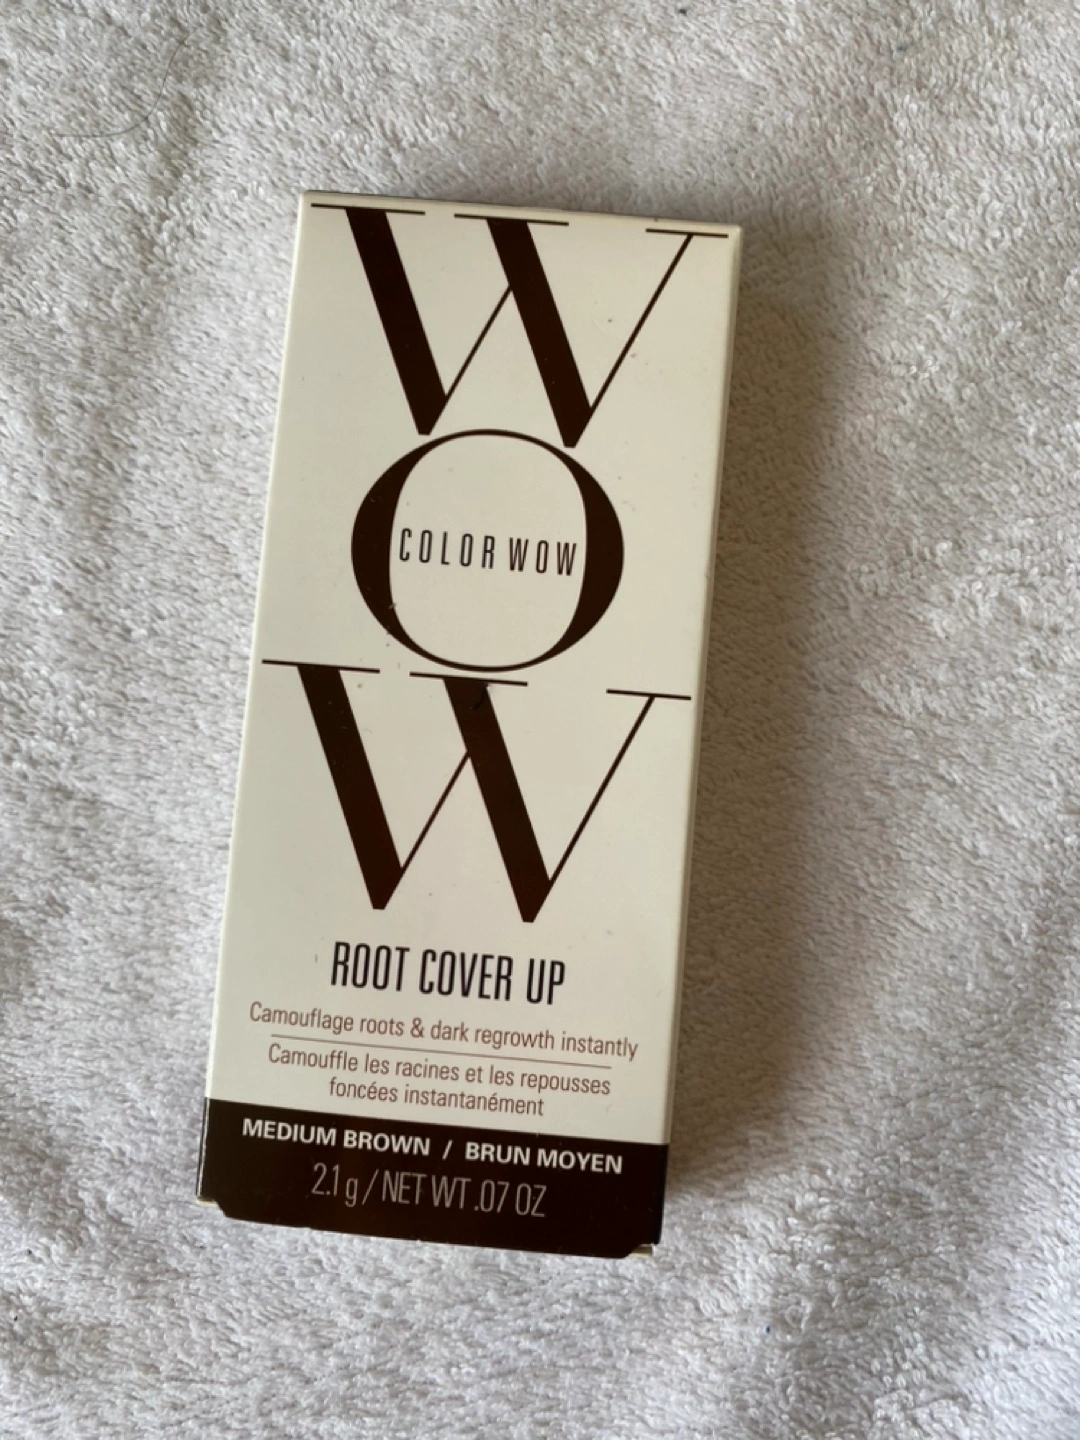 WOW
COLOR WOW
ROOT COVER UP
Camouflage roots & dark regrowth instantly
Camouffle les racines et les repousses
foncées instantanément
MEDIUM BROWN / BRUN MOYEN
2.1 g / NET WT .07 OZ